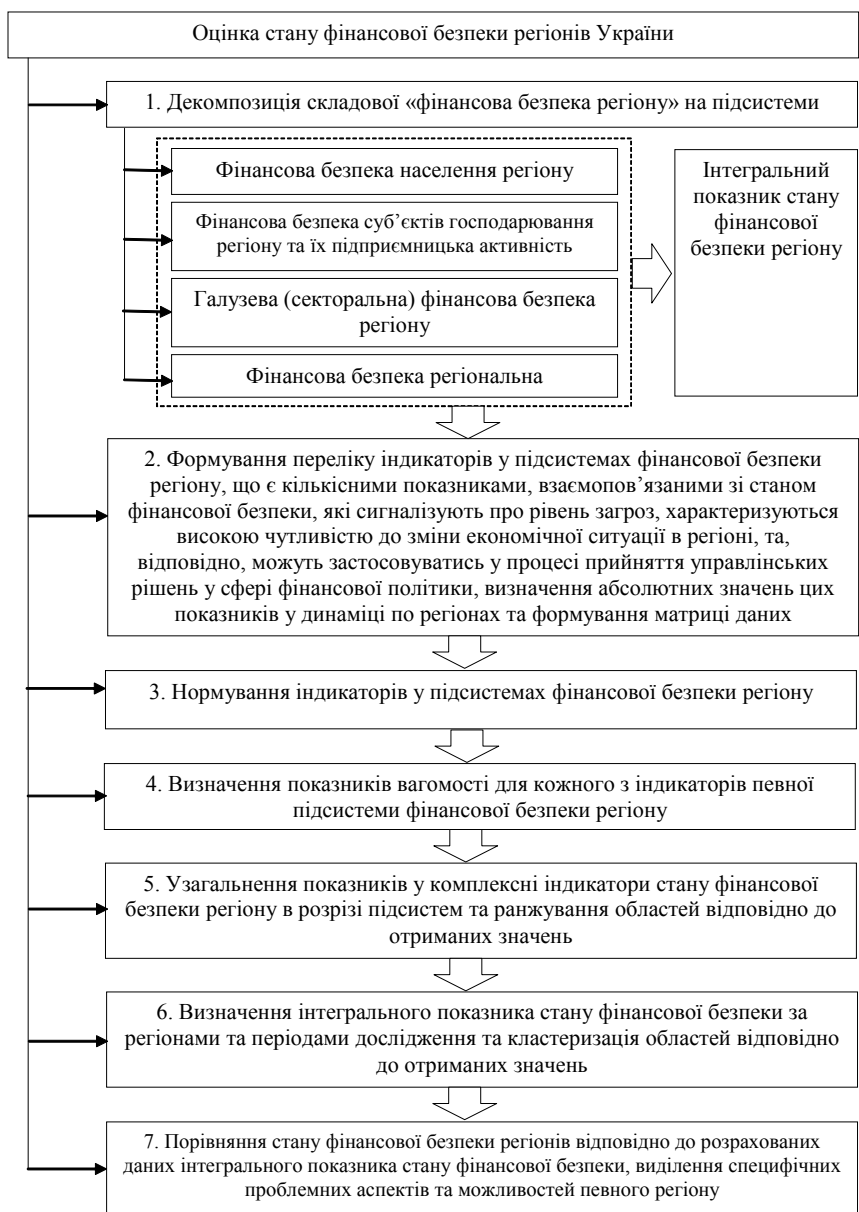 Оцінка стану фінансової безпеки регіонів України
1. Декомпозиція складової «фінансова безпека регіону» на підсистеми
Фінансова безпека населення регіону
Фінансова безпека суб’єктів господарювання
регіону та їх підприємницька активність
Галузева (секторальна) фінансова безпека
регіону
Фінансова безпека регіональна
Інтегральний
показник стану
фінансової
безпеки регіону
2. Формування переліку індикаторів у підсистемах фінансової безпеки
регіону, що є кількісними показниками, взаємопов’язаними зі станом
фінансової безпеки, які сигналізують про рівень загроз, характеризуються
високою чутливістю до зміни економічної ситуації в регіоні, та,
відповідно, можуть застосовуватись у процесі прийняття управлінських
рішень у сфері фінансової політики, визначення абсолютних значень цих
показників у динаміці по регіонах та формування матриці даних
3. Нормування індикаторів у підсистемах фінансової безпеки регіону
4. Визначення показників вагомості для кожного з індикаторів певної
підсистеми фінансової безпеки регіону
5. Узагальнення показників у комплексні індикатори стану фінансової
безпеки регіону в розрізі підсистем та ранжування областей відповідно до
отриманих значень
6. Визначення інтегрального показника стану фінансової безпеки за
регіонами та періодами дослідження та кластеризація областей відповідно
до отриманих значень
7. Порівняння стану фінансової безпеки регіонів відповідно до розрахованих
даних інтегрального показника стану фінансової безпеки, виділення специфічних
проблемних аспектів та можливостей певного регіону